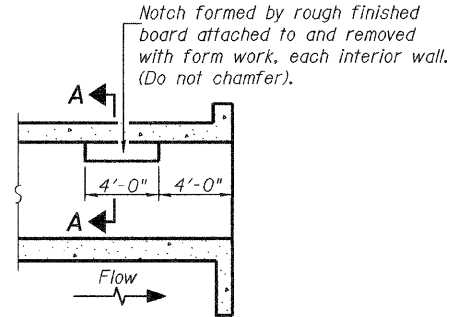 Notch formed by rough finished
board attached to and removed
with form work, each interior wall.
(Do not chamfer).
A
4'-0" 4'-0"
A
Flow